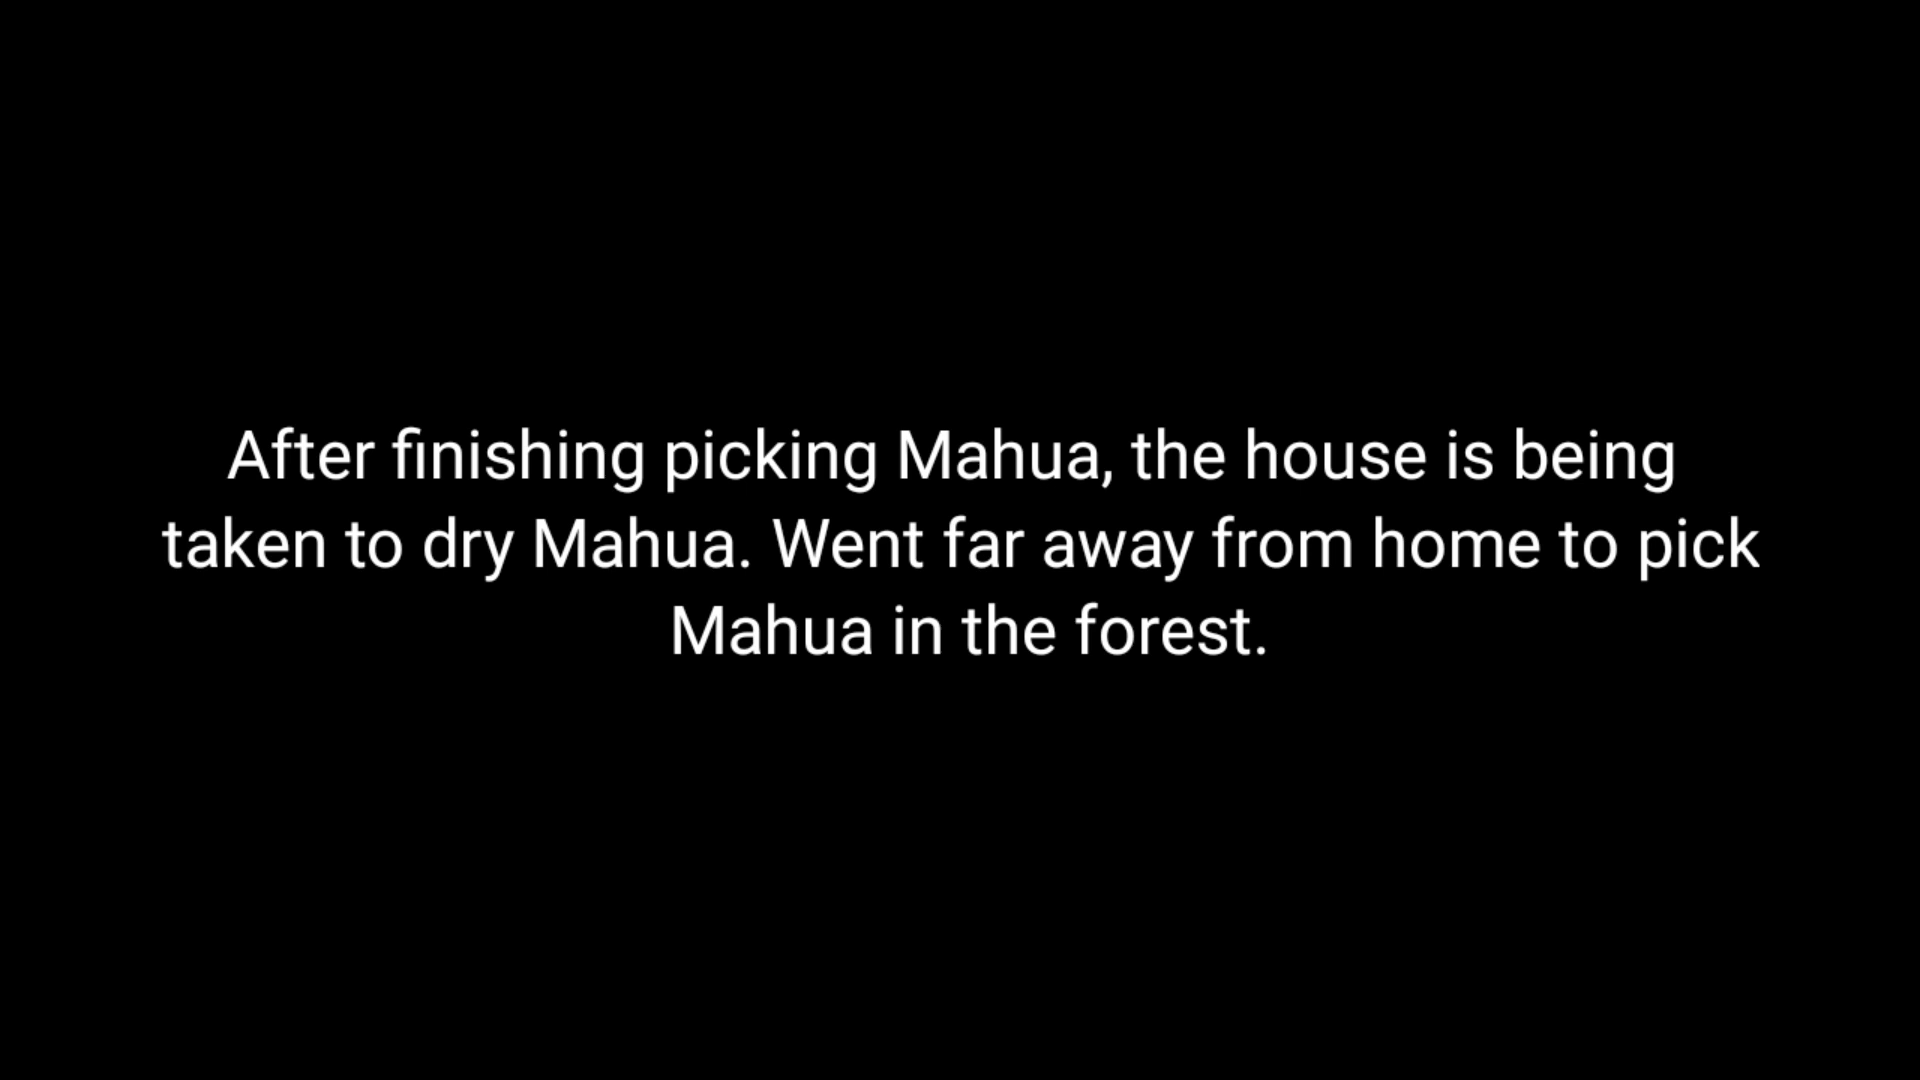 After finishing picking Mahua, the house is being
taken to dry Mahua. Went far away from home to pick
Mahua in the forest.